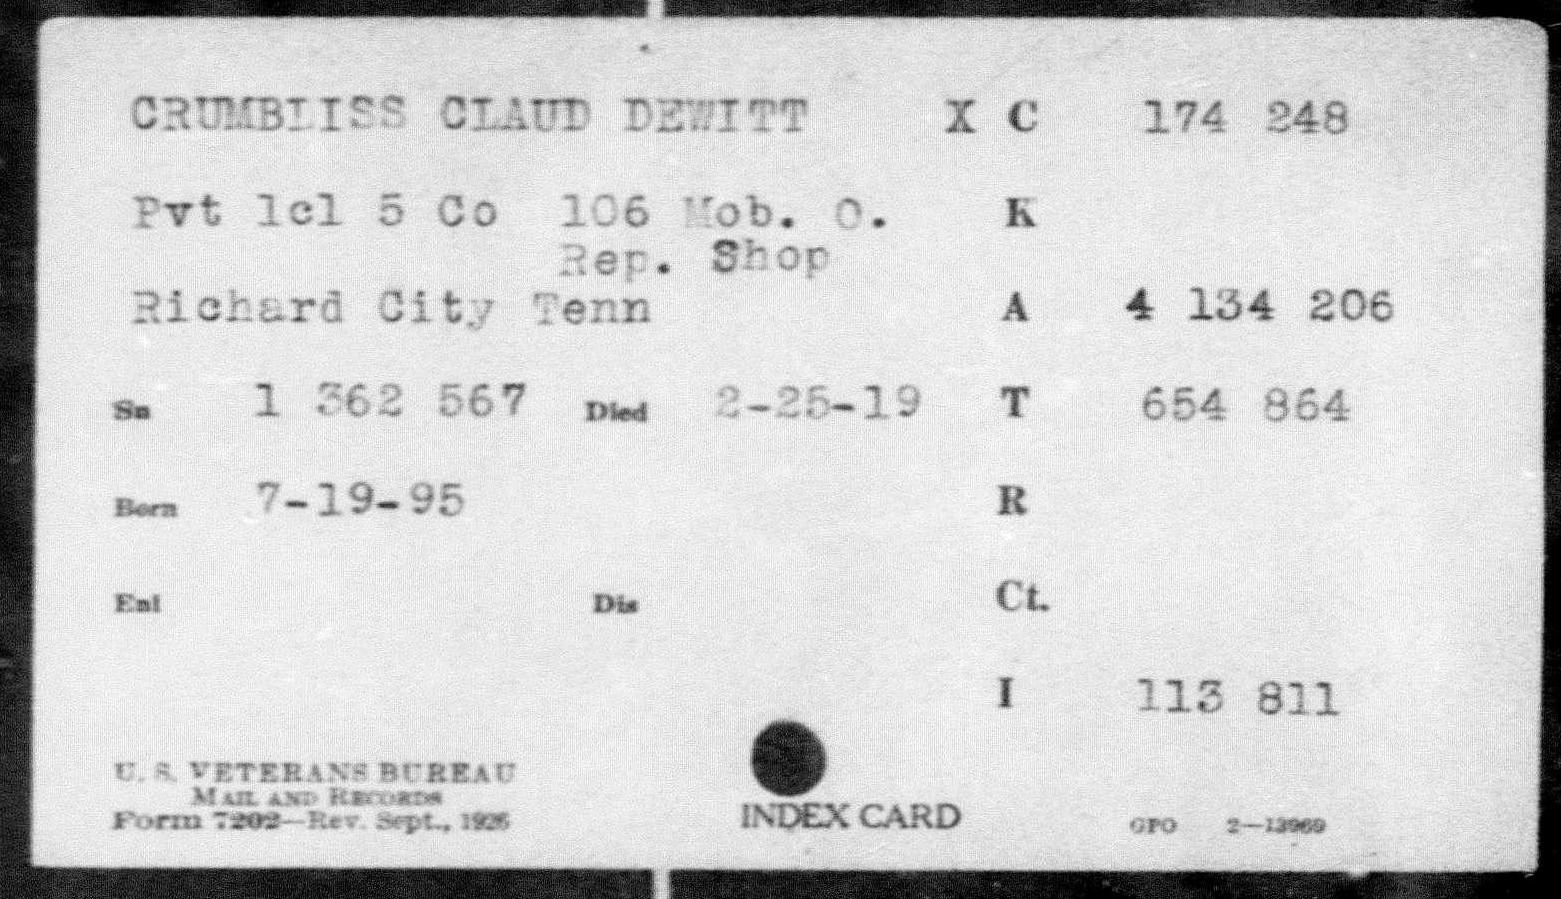 CRUMBLISS CLAUD DEWITT X C 174 248
Pvt 1cl 5 Co 106 Mob. O. K
Rep. Shop
Richard City Tenn A 4 134 206
Sn 1 362 567 Died 2-25-19 T 654 864
Born 7-19-95 R
Enl Dis Ct.
I 113 811
U. S. VETERANS BUREAU
MAIL AND RECORDS
Form 7202—Rev. Sept., 1926
INDEX CARD
GPO 2—13969